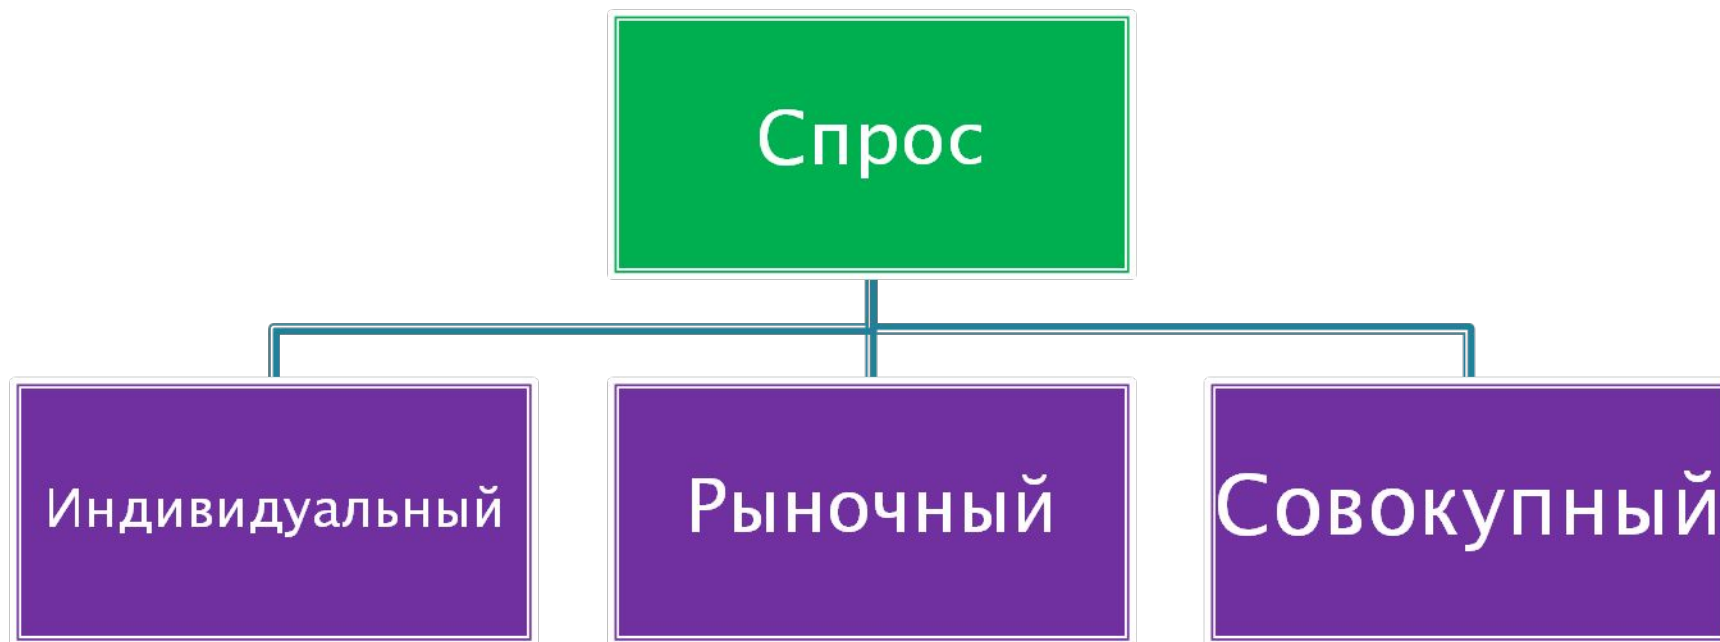 Спрос
Индивидуальный
Рыночный
Совокупный